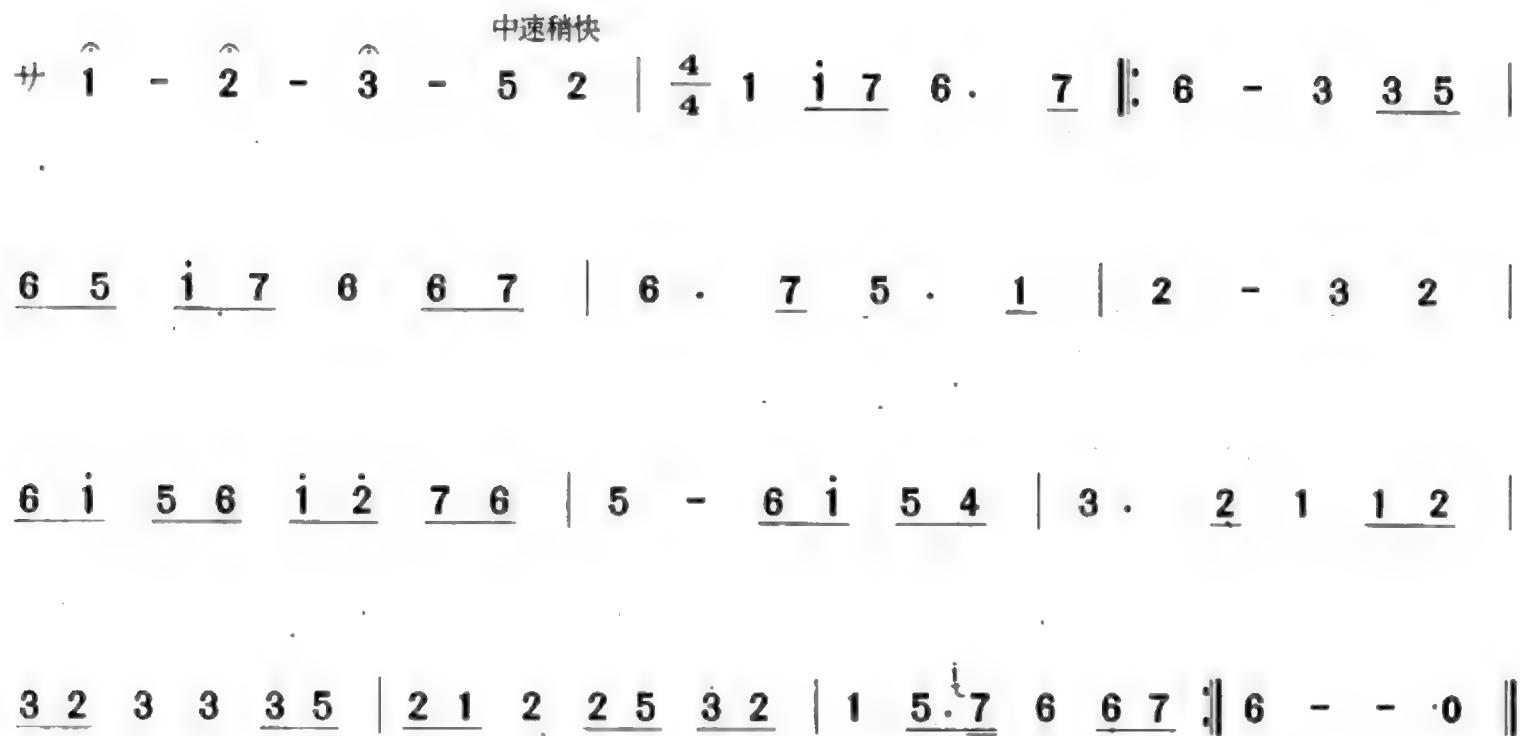 中速稍快
サ 1 - 2 - 3 - 5 2 | 4/4 1 i 7 6 . 7 ‖: 6 - 3 3 5 |
6 5 i 7 6 6 7 | 6 . 7 5 . 1 | 2 - 3 2 |
6 i 5 6 i 2̇ 7 6 | 5 - 6 i 5 4 | 3 . 2 1 1 2 |
3 2 3 3 3 5 | 2 1 2 2 5 3 2 | 1 5 . i 7 6 6 7 :‖ 6 - - 0 ‖